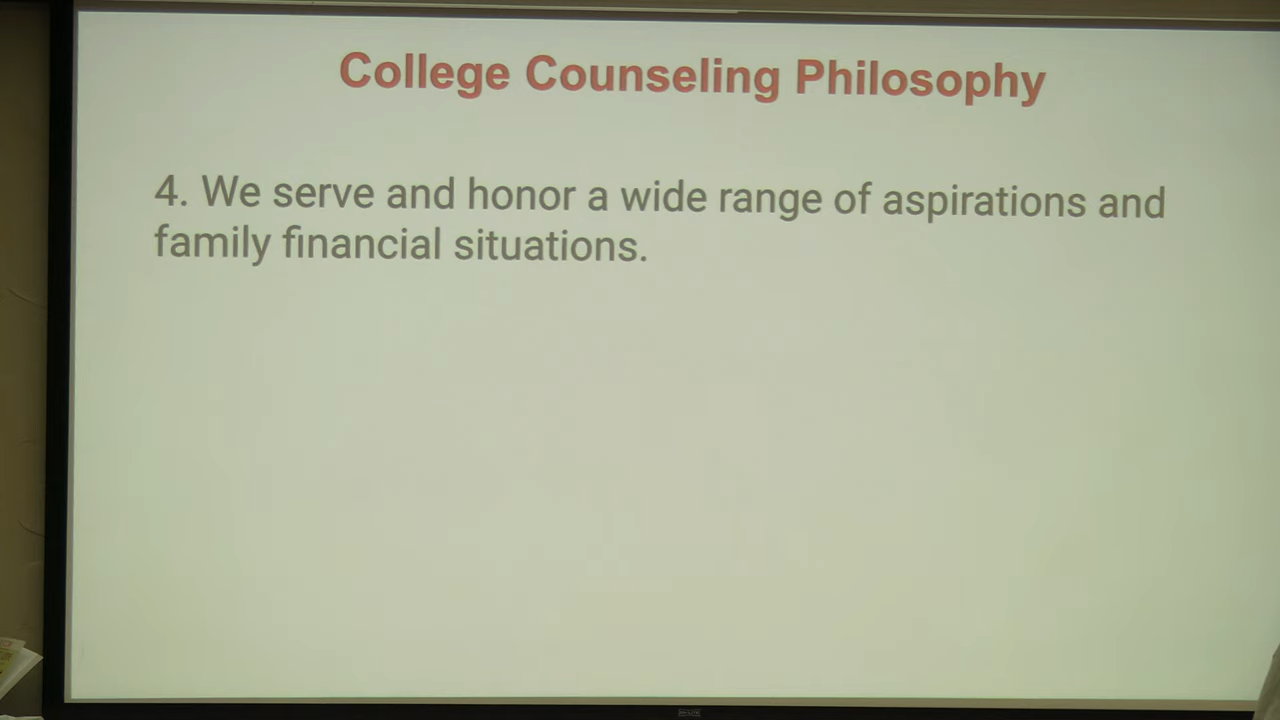 College Counseling Philosophy
4. We serve and honor a wide range of aspirations and
family financial situations.